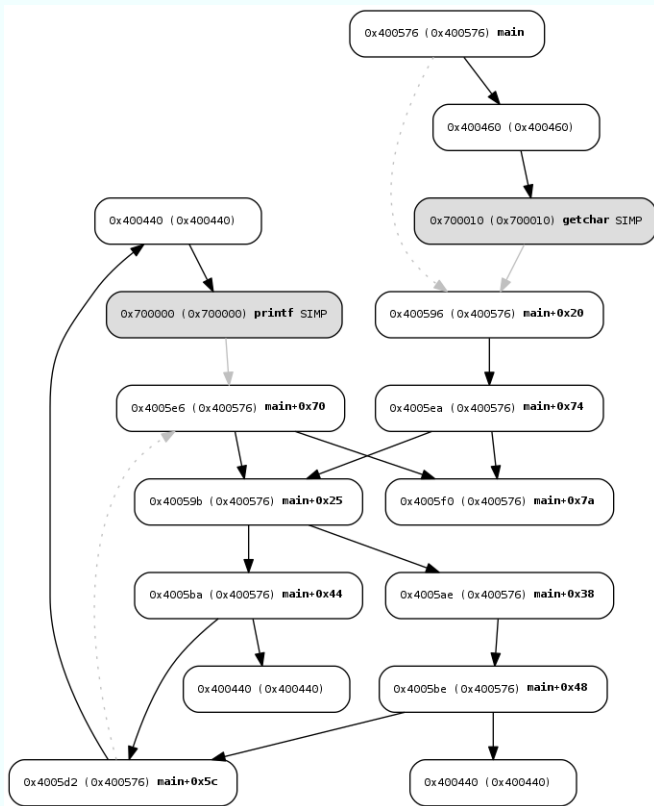 0x400576 (0x400576) main
0x400460 (0x400460)
0x400440 (0x400440)
0x700010 (0x700010) getchar SIMP
0x700000 (0x700000) printf SIMP
0x400596 (0x400576) main+0x20
0x4005e6 (0x400576) main+0x70
0x4005ea (0x400576) main+0x74
0x40059b (0x400576) main+0x25
0x4005f0 (0x400576) main+0x7a
0x4005ba (0x400576) main+0x44
0x4005ae (0x400576) main+0x38
0x400440 (0x400440)
0x4005be (0x400576) main+0x48
0x4005d2 (0x400576) main+0x5c
0x400440 (0x400440)